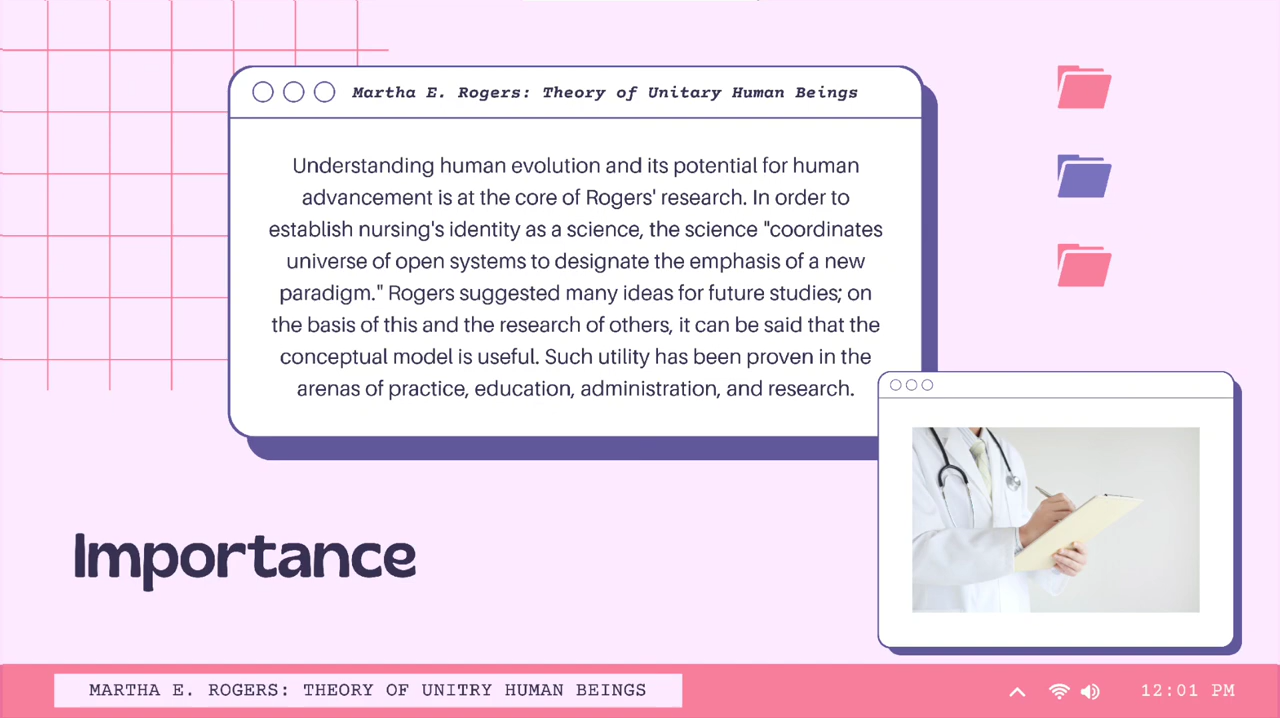 Martha E. Rogers: Theory of Unitary Human Beings
Understanding human evolution and its potential for human
advancement is at the core of Rogers' research. In order to
establish nursing's identity as a science, the science "coordinates
universe of open systems to designate the emphasis of a new
paradigm." Rogers suggested many ideas for future studies; on
the basis of this and the research of others, it can be said that the
conceptual model is useful. Such utility has been proven in the
arenas of practice, education, administration, and research.
Importance
MARTHA E. ROGERS: THEORY OF UNITRY HUMAN BEINGS
12:01 PM